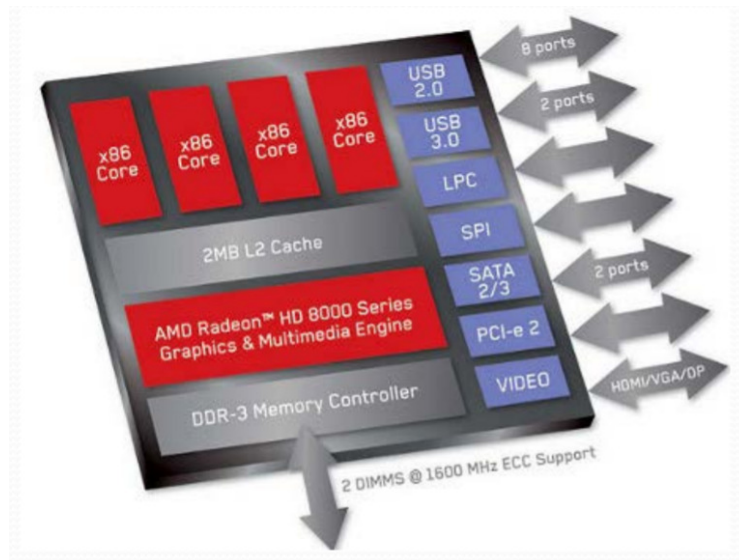 x86
Core
x86
Core
x86
Core
x86
Core
2MB L2 Cache
AMD Radeon™ HD 8000 Series
Graphics & Multimedia Engine
DDR-3 Memory Controller
USB
2.0
8 ports
USB
3.0
2 ports
LPC
SPI
SATA
2/3
2 ports
PCI-e 2
VIDEO
HDMI/VGA/DP
2 DIMMS @ 1600 MHz ECC Support